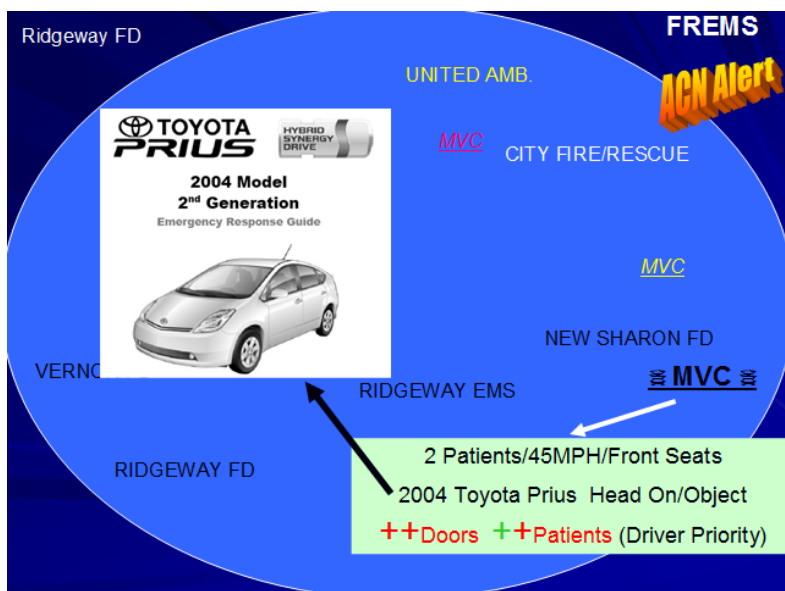 Ridgeway FD
FREMS
ACN Alert
UNITED AMB.
MVC
CITY FIRE/RESCUE
TOYOTA
PRIUS
HYBRID
SYNERGY
DRIVE
2004 Model
2nd Generation
Emergency Response Guide
MVC
NEW SHARON FD
MVC
RIDGEWAY EMS
RIDGEWAY FD
2 Patients/45MPH/Front Seats
2004 Toyota Prius Head On/Object
++Doors ++Patients (Driver Priority)